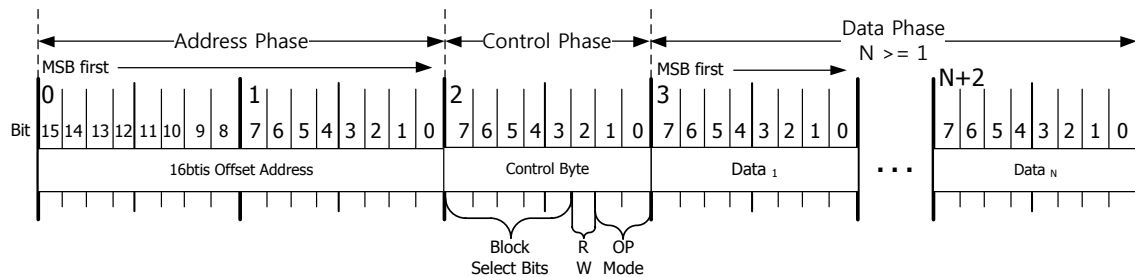 Address Phase Control Phase Data Phase
N >= 1
MSB first MSB first
0 1 2 3 N+2
Bit 15 14 13 12 11 10 9 8 7 6 5 4 3 2 1 0 7 6 5 4 3 2 1 0 7 6 5 4 3 2 1 0 7 6 5 4 3 2 1 0
16btis Offset Address Control Byte Data 1 ... Data N
Block R OP
Select Bits W Mode